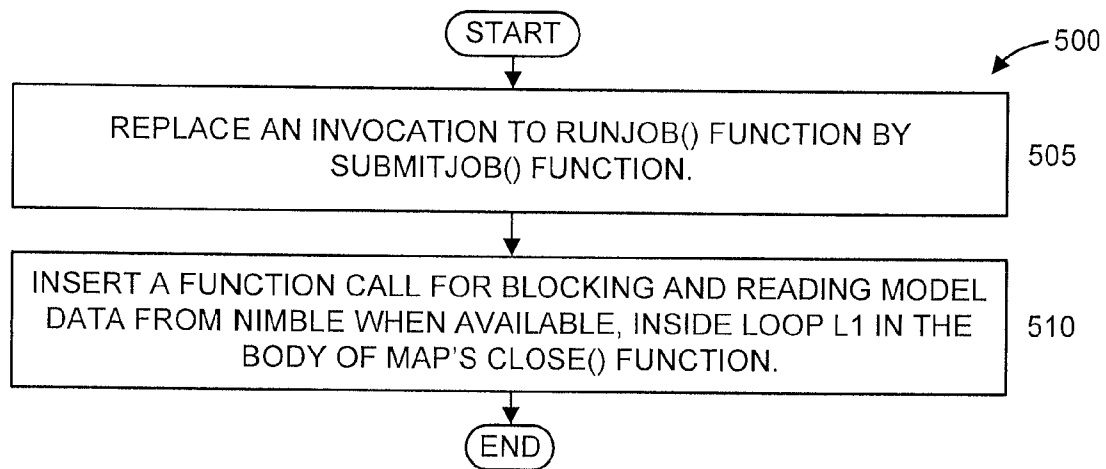 START
500
REPLACE AN INVOCATION TO RUNJOB() FUNCTION BY
SUBMITJOB() FUNCTION.
505
INSERT A FUNCTION CALL FOR BLOCKING AND READING MODEL
DATA FROM NIMBLE WHEN AVAILABLE, INSIDE LOOP L1 IN THE
BODY OF MAP'S CLOSE() FUNCTION.
510
END